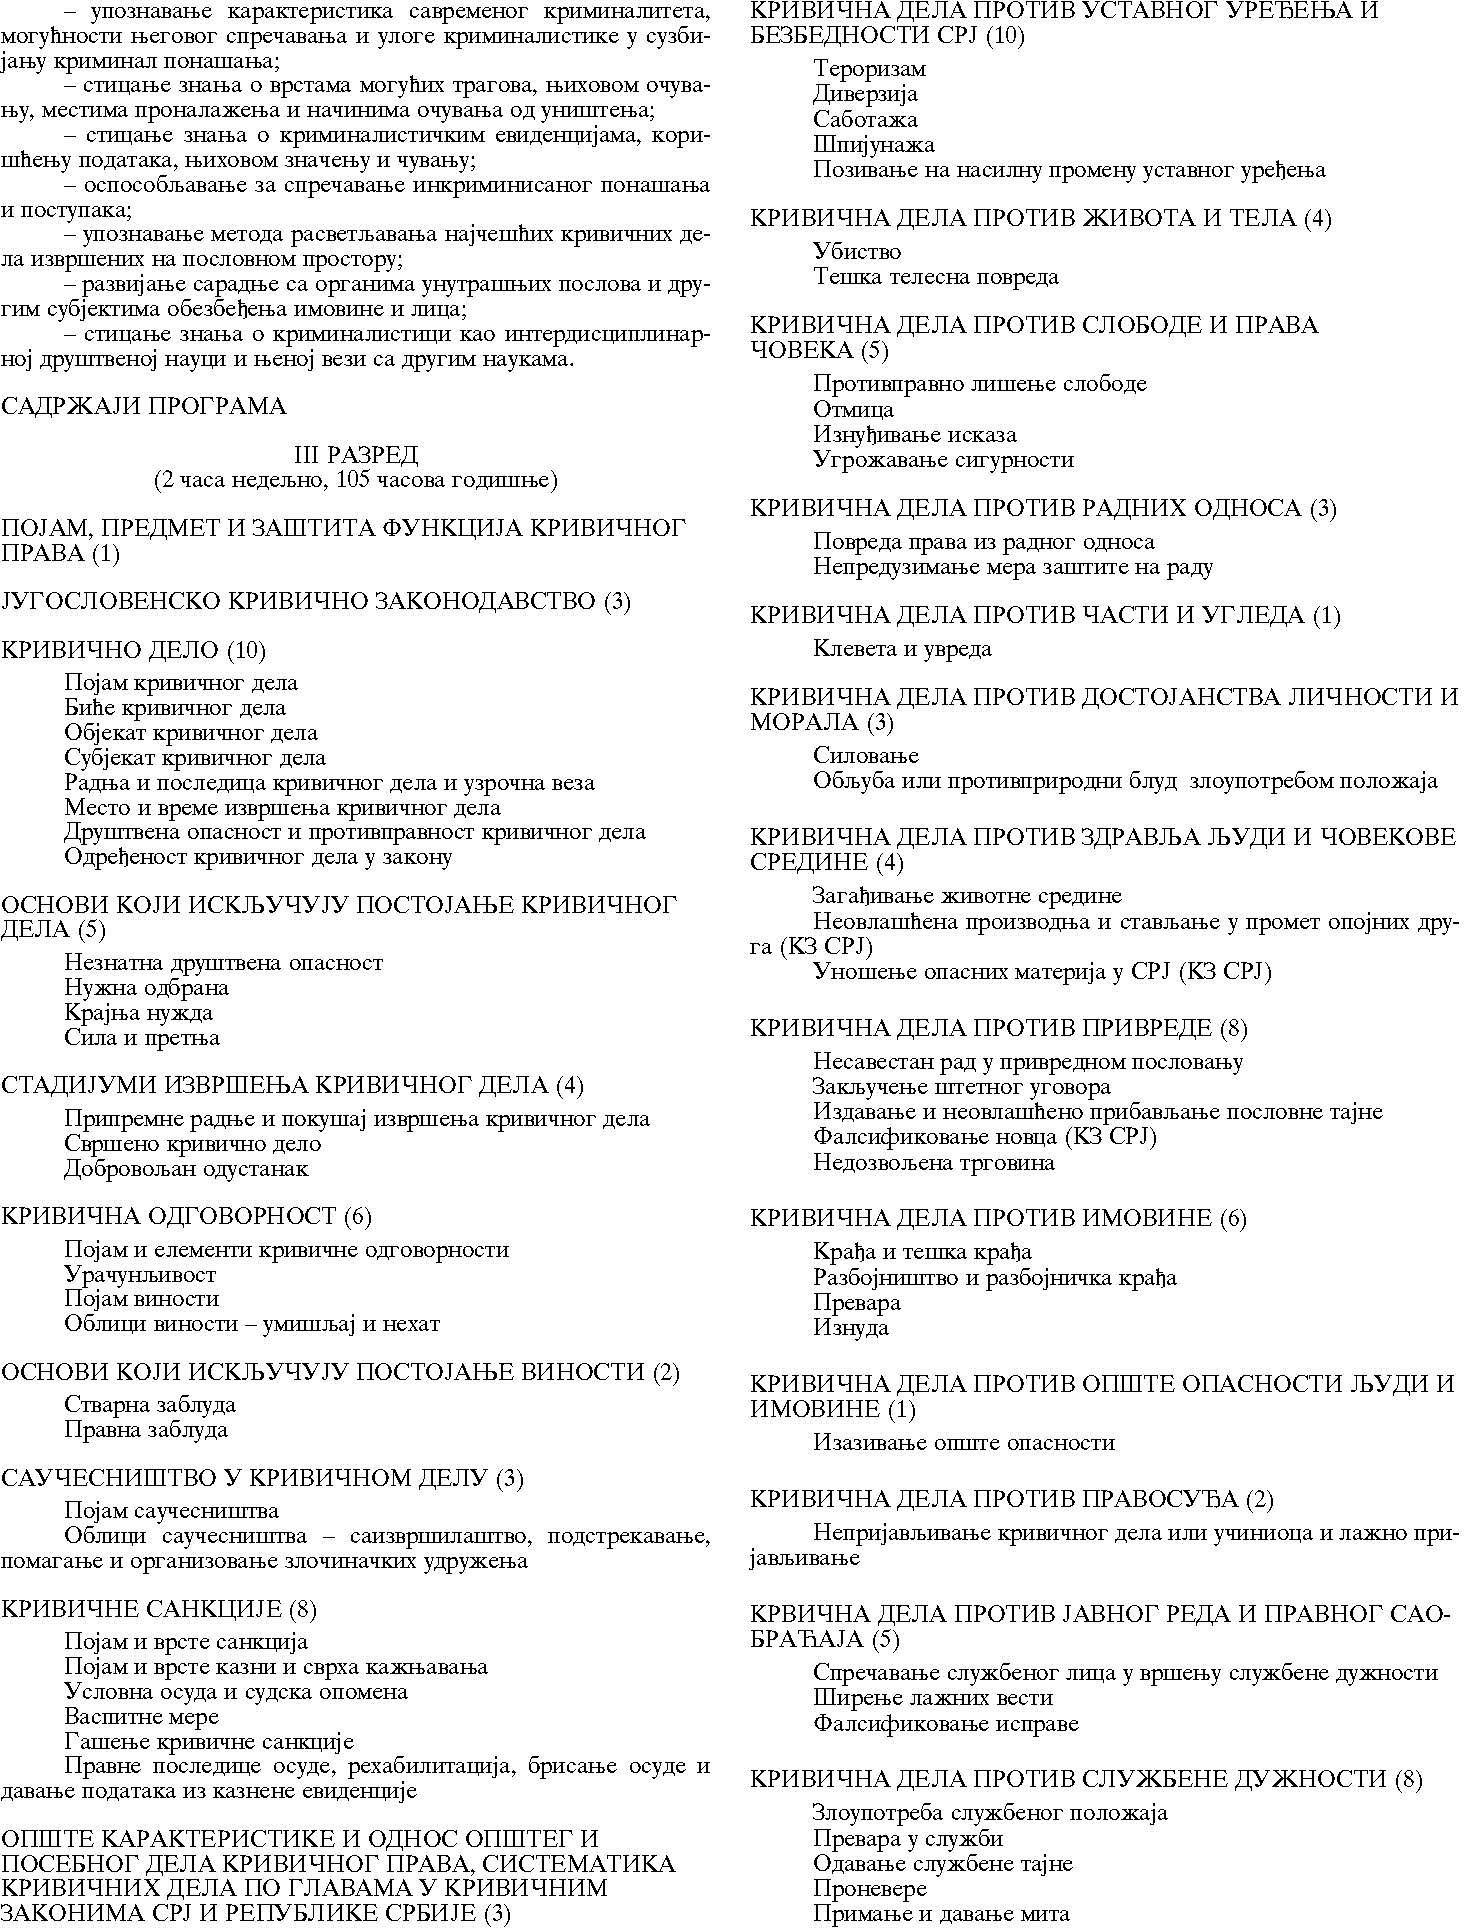 – упознавање карактеристика савременог криминалитета,
могућности његовог спречавања и улоге криминалистике у сузби-
јању криминал понашања;
– стицање знања о врстама могућих трагова, њиховом очува-
њу, местима проналажења и начинима очувања од уништења;
– стицање знања о криминалистичким евиденцијама, кори-
шћењу података, њиховом значењу и чувању;
– оспособљавање за спречавање инкриминисаног понашања
и поступака;
– упознавање метода расветљавања најчешћих кривичних де-
ла извршених на пословном простору;
– развијање сарадње са органима унутрашњих послова и дру-
гим субјектима обезбеђења имовине и лица;
– стицање знања о криминалистици као интердисциплинар-
ној друштвеној науци и њеној вези са другим наукама.
САДРЖАЈИ ПРОГРАМА
III РАЗРЕД
(2 часа недељно, 105 часова годишње)
ПОЈАМ, ПРЕДМЕТ И ЗАШТИТА ФУНКЦИЈА КРИВИЧНОГ
ПРАВА (1)
ЈУГОСЛОВЕНСКО КРИВИЧНО ЗАКОНОДАВСТВО (3)
КРИВИЧНО ДЕЛО (10)
Појам кривичног дела
Биће кривичног дела
Објекат кривичног дела
Субјекат кривичног дела
Радња и последица кривичног дела и узрочна веза
Место и време извршења кривичног дела
Друштвена опасност и противправност кривичног дела
Одређеност кривичног дела у закону
ОСНОВИ КОЈИ ИСКЉУЧУЈУ ПОСТОЈАЊЕ КРИВИЧНОГ
ДЕЛА (5)
Незнатна друштвена опасност
Нужна одбрана
Крајња нужда
Сила и претња
СТАДИЈУМИ ИЗВРШЕЊА КРИВИЧНОГ ДЕЛА (4)
Припремне радње и покушај извршења кривичног дела
Свршено кривично дело
Добровољан одустанак
КРИВИЧНА ОДГОВОРНОСТ (6)
Појам и елементи кривичне одговорности
Урачунљивост
Појам виности
Облици виности – умишљај и нехат
ОСНОВИ КОЈИ ИСКЉУЧУЈУ ПОСТОЈАЊЕ ВИНОСТИ (2)
Стварна заблуда
Правна заблуда
САУЧЕСНИШТВО У КРИВИЧНОМ ДЕЛУ (3)
Појам саучесништва
Облици саучесништва – саизвршилаштво, подстрекавање,
помагање и организовање злочиначких удружења
КРИВИЧНЕ САНКЦИЈЕ (8)
Појам и врсте санкција
Појам и врсте казни и сврха кажњавања
Условна осуда и судска опомена
Васпитне мере
Гашење кривичне санкције
Правне последице осуде, рехабилитација, брисање осуде и
давање података из казнене евиденције
ОПШТЕ КАРАКТЕРИСТИКЕ И ОДНОС ОПШТЕГ И
ПОСЕБНОГ ДЕЛА КРИВИЧНОГ ПРАВА, СИСТЕМАТИКА
КРИВИЧНИХ ДЕЛА ПО ГЛАВАМА У КРИВИЧНИМ
ЗАКОНИМА СРЈ И РЕПУБЛИКЕ СРБИЈЕ (3)
КРИВИЧНА ДЕЛА ПРОТИВ УСТАВНОГ УРЕЂЕЊА И
БЕЗБЕДНОСТИ СРЈ (10)
Тероризам
Диверзија
Саботажа
Шпијунажа
Позивање на насилну промену уставног уређења
КРИВИЧНА ДЕЛА ПРОТИВ ЖИВОТА И ТЕЛА (4)
Убиство
Тешка телесна повреда
КРИВИЧНА ДЕЛА ПРОТИВ СЛОБОДЕ И ПРАВА
ЧОВЕКА (5)
Противправно лишење слободе
Отмица
Изнуђивање исказа
Угрожавање сигурности
КРИВИЧНА ДЕЛА ПРОТИВ РАДНИХ ОДНОСА (3)
Повреда права из радног односа
Непредузимање мера заштите на раду
КРИВИЧНА ДЕЛА ПРОТИВ ЧАСТИ И УГЛЕДА (1)
Клевета и увреда
КРИВИЧНА ДЕЛА ПРОТИВ ДОСТОЈАНСТВА ЛИЧНОСТИ И
МОРАЛА (3)
Силовање
Обљуба или противприродни блуд злоупотребом положаја
КРИВИЧНА ДЕЛА ПРОТИВ ЗДРАВЉА ЉУДИ И ЧОВЕКОВЕ
СРЕДИНЕ (4)
Загађивање животне средине
Неовлашћена производња и стављање у промет опојних дру-
га (КЗ СРЈ)
Уношење опасних материја у СРЈ (КЗ СРЈ)
КРИВИЧНА ДЕЛА ПРОТИВ ПРИВРЕДЕ (8)
Несавестан рад у привредном пословању
Закључење штетног уговора
Издавање и неовлашћено прибављање пословне тајне
Фалсификовање новца (КЗ СРЈ)
Недозвољена трговина
КРИВИЧНА ДЕЛА ПРОТИВ ИМОВИНЕ (6)
Крађа и тешка крађа
Разбојништво и разбојничка крађа
Превара
Изнуда
КРИВИЧНА ДЕЛА ПРОТИВ ОПШТЕ ОПАСНОСТИ ЉУДИ И
ИМОВИНЕ (1)
Изазивање опште опасности
КРИВИЧНА ДЕЛА ПРОТИВ ПРАВОСУЂА (2)
Непријављивање кривичног дела или учиниоца и лажно при-
јављивање
КРВИЧНА ДЕЛА ПРОТИВ ЈАВНОГ РЕДА И ПРАВНОГ САО-
БРАЋАЈА (5)
Спречавање службеног лица у вршењу службене дужности
Ширење лажних вести
Фалсификовање исправе
КРИВИЧНА ДЕЛА ПРОТИВ СЛУЖБЕНЕ ДУЖНОСТИ (8)
Злоупотреба службеног положаја
Превара у служби
Одавање службене тајне
Проневере
Примање и давање мита